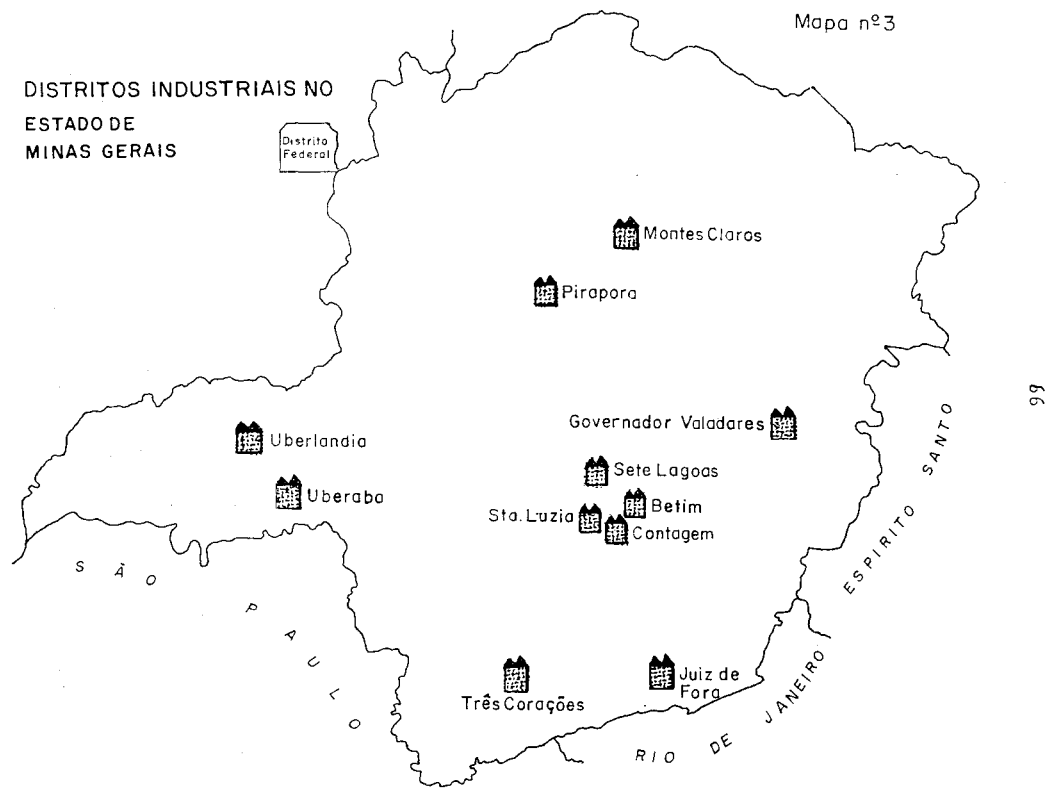 Mapa nº3
DISTRITOS INDUSTRIAIS NO
ESTADO DE
MINAS GERAIS
Distrito
Federal
Montes Claros
Pirapora
Governador Valadares
Uberlandia
Uberaba
Sete Lagoas
Betim
Sta. Luzia
Contagem
Três Corações
Juiz de
Fora
SÃO PAULO
RIO DE JANEIRO
ESPIRITO SANTO
66